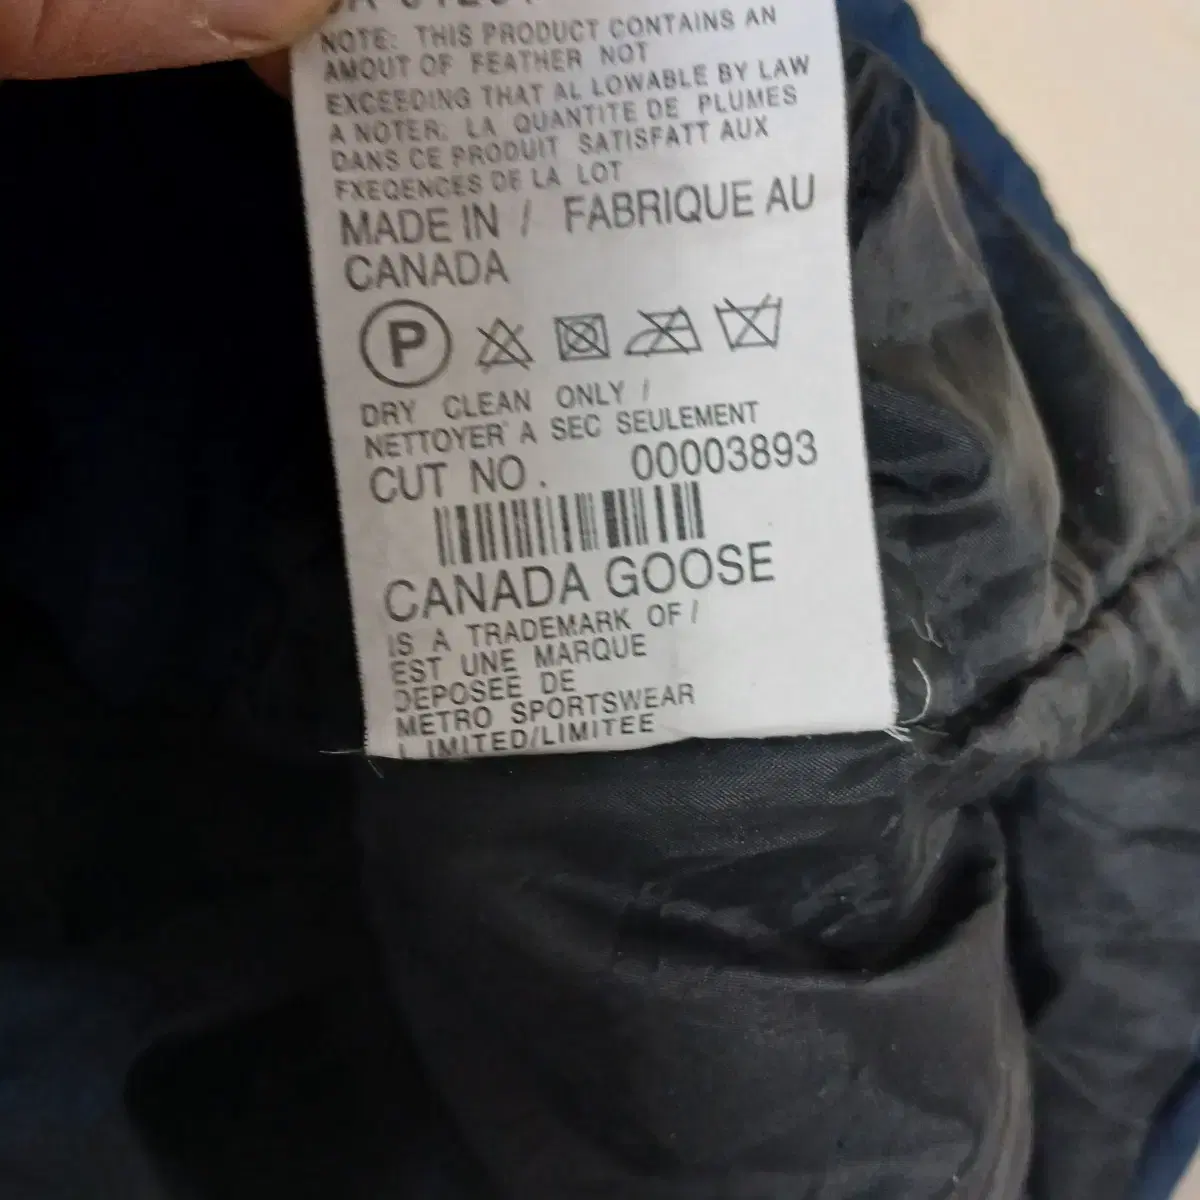 NOTE: THIS PRODUCT CONTAINS AN
AMOUT OF FEATHER NOT
EXCEEDING THAT AL LOWABLE BY LAW
A NOTER: LA QUANTITE DE PLUMES
DANS CE PRODUIT SATISFATT AUX
FXEQENCES DE LA LOT
MADE IN / FABRIQUE AU
CANADA
P
DRY CLEAN ONLY /
NETTOYER A SEC SEULEMENT
CUT NO. 00003893
CANADA GOOSE
IS A TRADEMARK OF /
EST UNE MARQUE
DEPOSEE DE
METRO SPORTSWEAR
LIMITED/LIMITEE